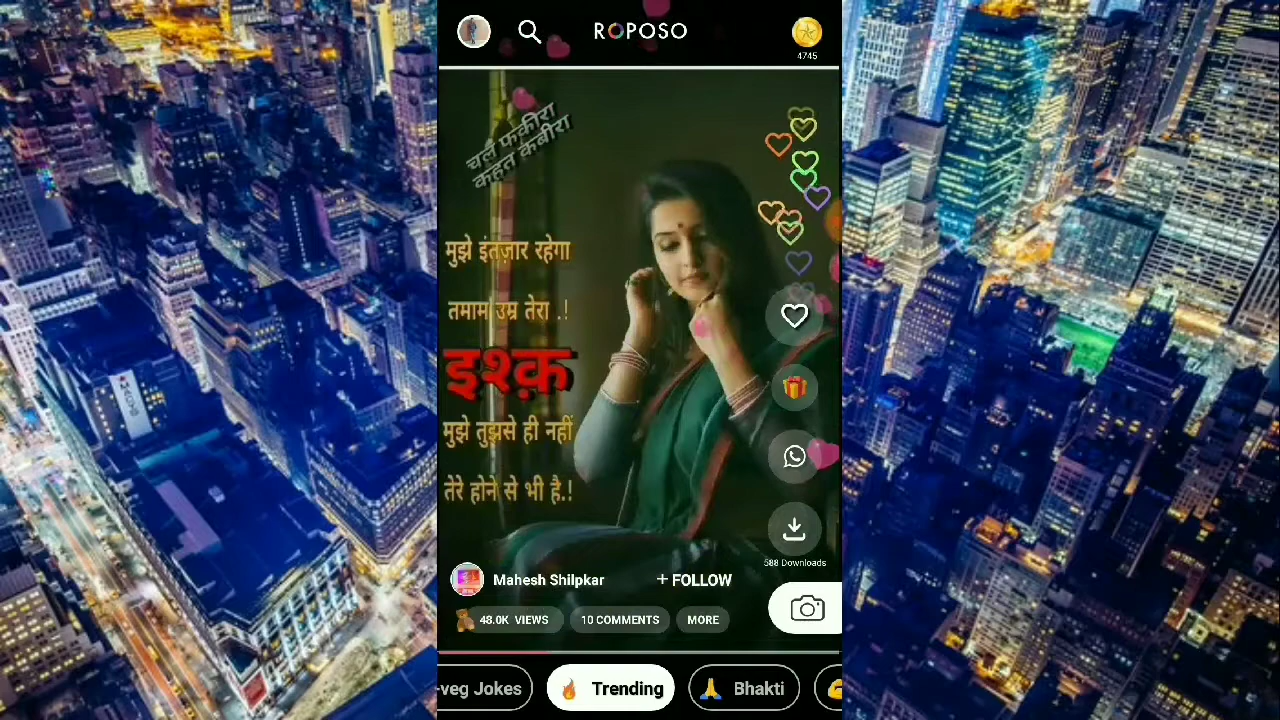 ROPOSO
4745
चलै फकीरा
कहत कबीरा
मुझे इंतज़ार रहेगा
तमाम उम्र तेरा .!
इश्क़
मुझे तुझसे ही नहीं
तेरे होने से भी है.!
588 Downloads
Mahesh Shilpkar
+ FOLLOW
48.0K VIEWS
10 COMMENTS
MORE
-veg Jokes
Trending
Bhakti